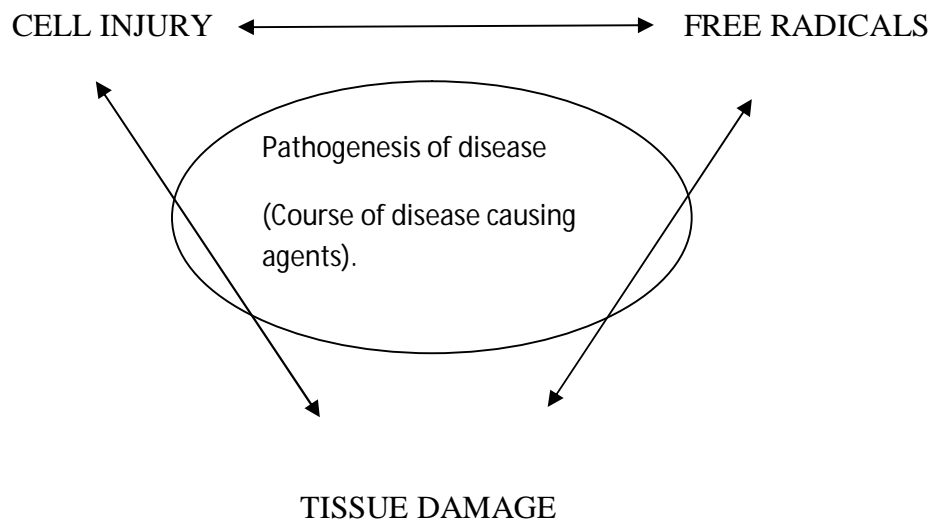 CELL INJURY
FREE RADICALS
Pathogenesis of disease
(Course of disease causing
agents).
TISSUE DAMAGE